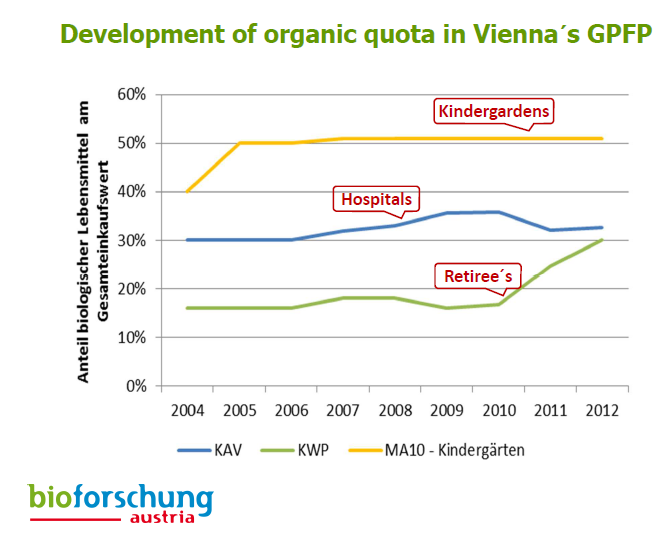 Development of organic quota in Vienna´s GPFP
Anteil biologischer Lebensmittel am
Gesamteinkaufswert
60%
50%
40%
30%
20%
10%
0%
Kindergardens
Hospitals
Retiree´s
2004 2005 2006 2007 2008 2009 2010 2011 2012
KAV KWP MA10 - Kindergärten
bioforschung
austria